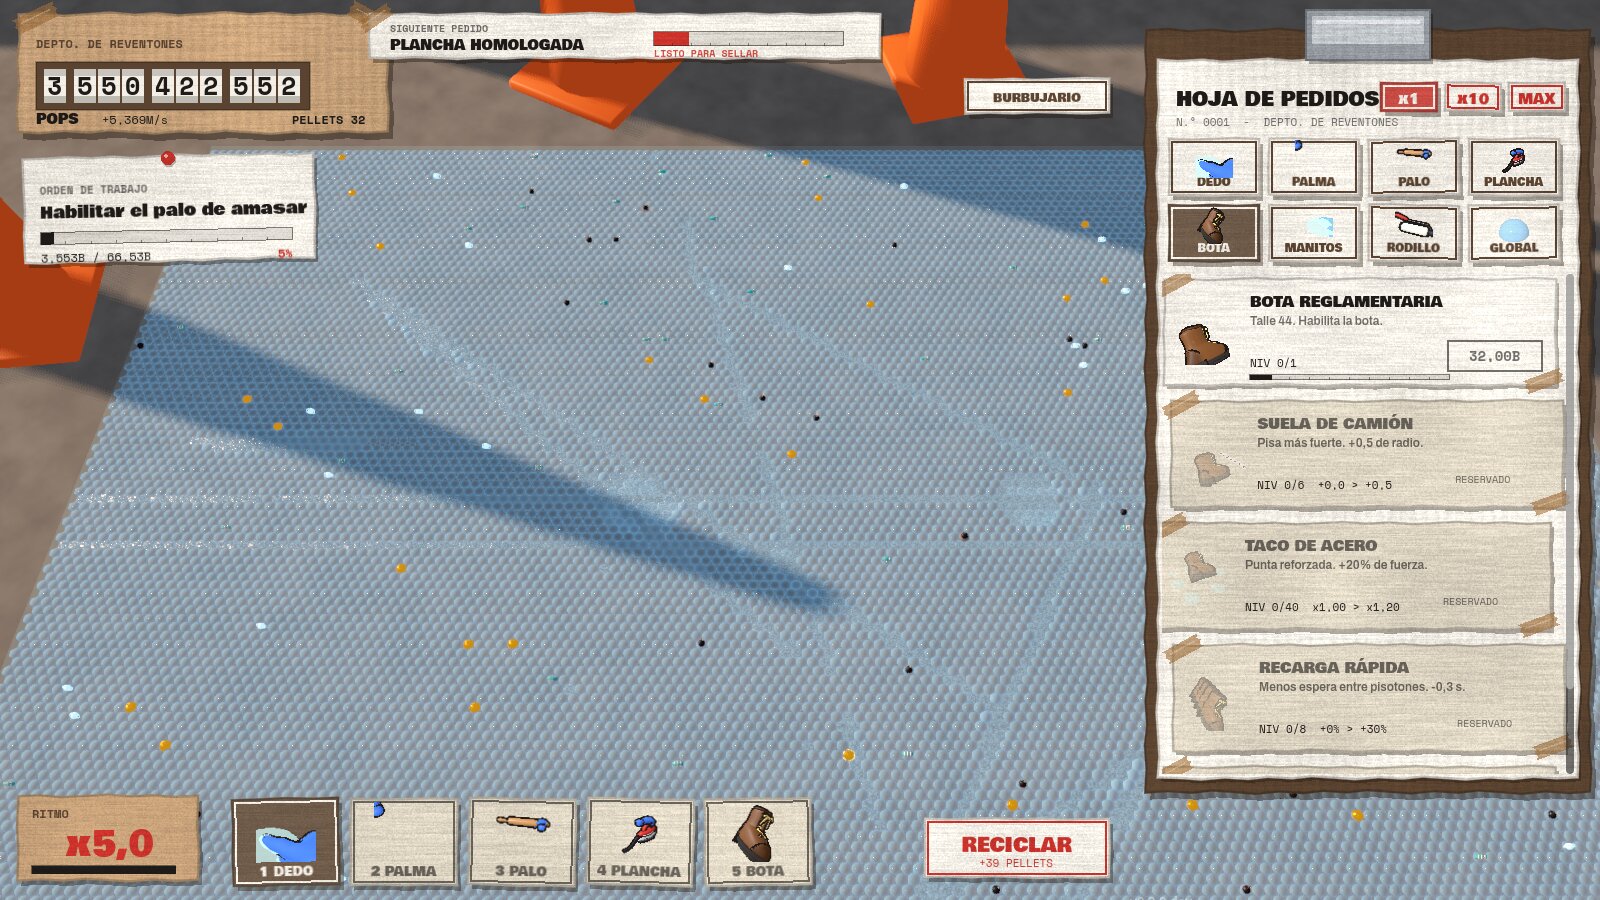 DEPTO. DE REVENTONES
3 550 422 552
POPS +5,369M/s PELLETS 32
SIGUIENTE PEDIDO
PLANCHA HOMOLOGADA
LISTO PARA SELLAR
BURBUJARIO
ORDEN DE TRABAJO
Habilitar el palo de amasar
3,553B / 66,53B 5%
HOJA DE PEDIDOS x1 x10 MAX
N.° 0001 - DEPTO. DE REVENTONES
DEDO PALMA PALO PLANCHA
BOTA MANITOS RODILLO GLOBAL
BOTA REGLAMENTARIA
Talle 44. Habilita la bota.
NIV 0/1 32,00B
SUELA DE CAMIÓN
Pisa más fuerte. +0,5 de radio.
NIV 0/6 +0,0 > +0,5 RESERVADO
TACO DE ACERO
Punta reforzada. +20% de fuerza.
NIV 0/40 x1,00 > x1,20 RESERVADO
RECARGA RÁPIDA
Menos espera entre pisotones. -0,3 s.
NIV 0/8 +0% > +30% RESERVADO
RITMO
x5,0
1 DEDO 2 PALMA 3 PALO 4 PLANCHA 5 BOTA
RECICLAR
+39 PELLETS